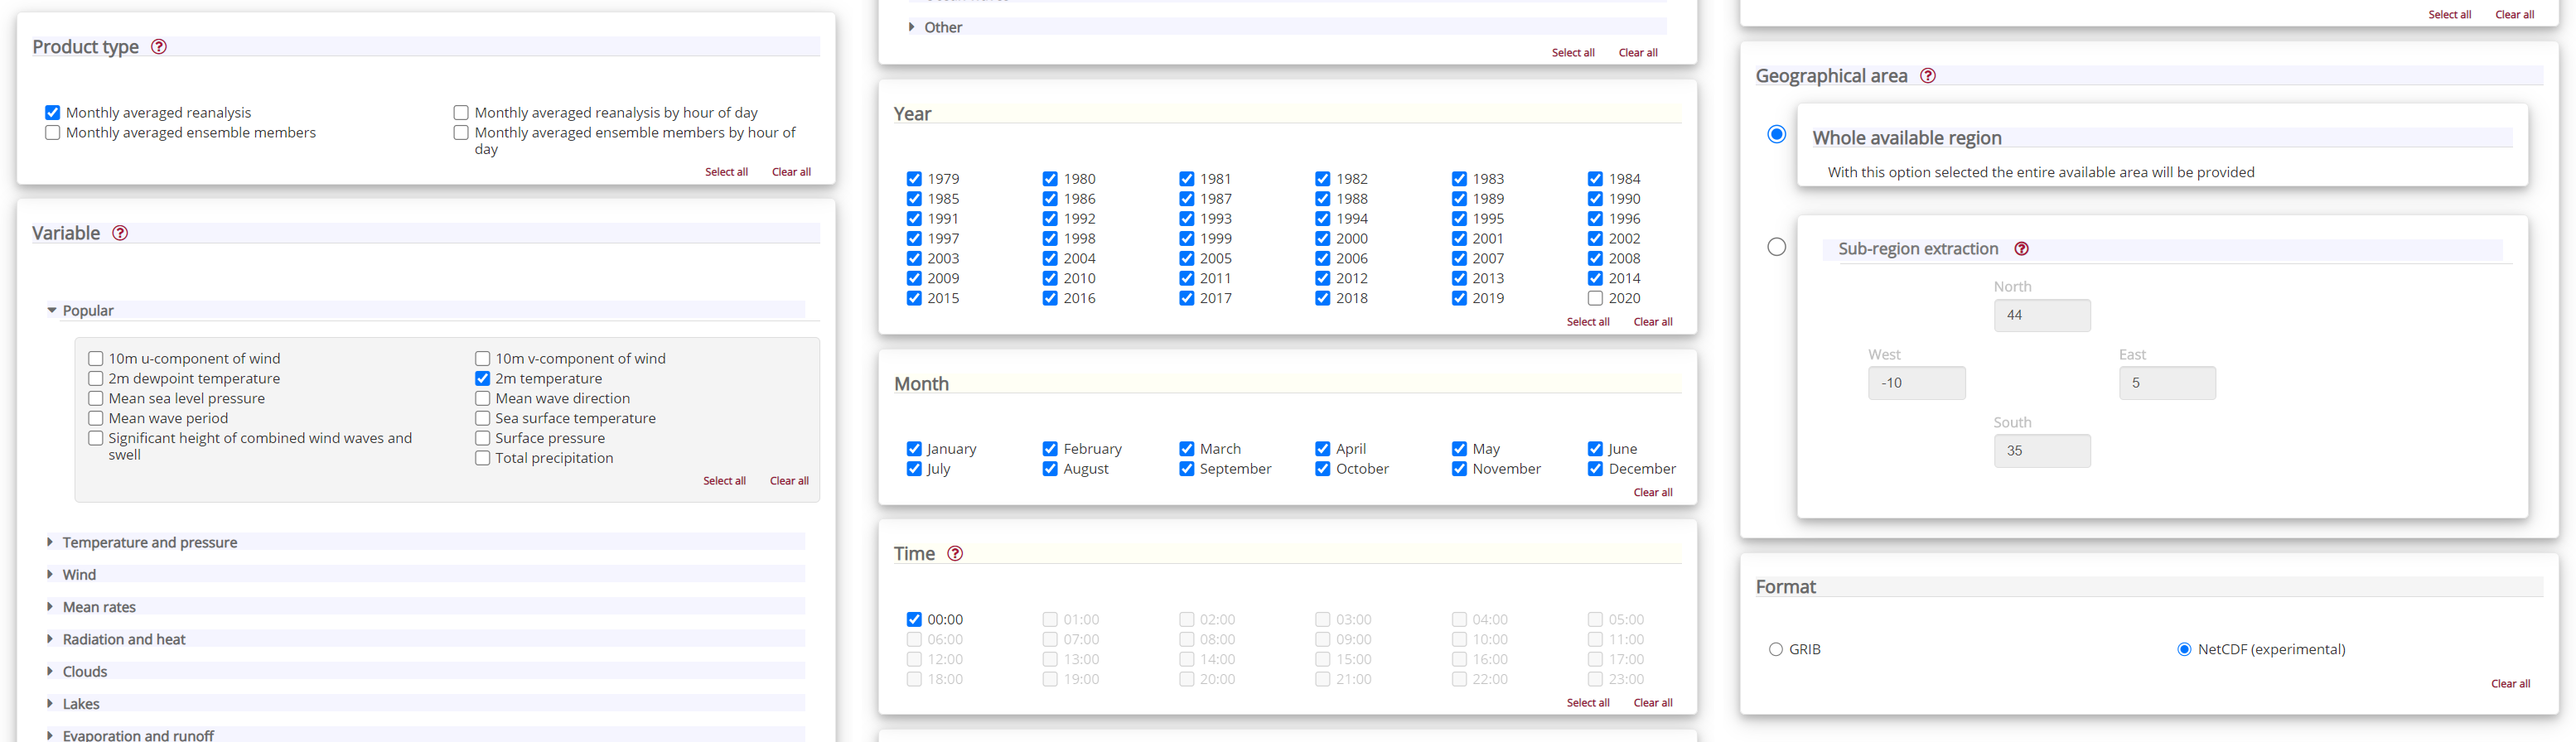 Product type
Monthly averaged reanalysis
Monthly averaged reanalysis by hour of day
Monthly averaged ensemble members
Monthly averaged ensemble members by hour of
day
Select all Clear all
Variable
Popular
10m u-component of wind
10m v-component of wind
2m dewpoint temperature
2m temperature
Mean sea level pressure
Mean wave direction
Mean wave period
Sea surface temperature
Significant height of combined wind waves and
swell
Surface pressure
Total precipitation
Select all Clear all
Temperature and pressure
Wind
Mean rates
Radiation and heat
Clouds
Lakes
Evaporation and runoff
Other
Select all Clear all
Year
1979 1980 1981 1982 1983 1984
1985 1986 1987 1988 1989 1990
1991 1992 1993 1994 1995 1996
1997 1998 1999 2000 2001 2002
2003 2004 2005 2006 2007 2008
2009 2010 2011 2012 2013 2014
2015 2016 2017 2018 2019 2020
Select all Clear all
Month
January February March April May June
July August September October November December
Clear all
Time
00:00 01:00 02:00 03:00 04:00 05:00
06:00 07:00 08:00 09:00 10:00 11:00
12:00 13:00 14:00 15:00 16:00 17:00
18:00 19:00 20:00 21:00 22:00 23:00
Select all Clear all
Select all Clear all
Geographical area
Whole available region
With this option selected the entire available area will be provided
Sub-region extraction
North
44
West East
-10 5
South
35
Format
GRIB NetCDF (experimental)
Clear all